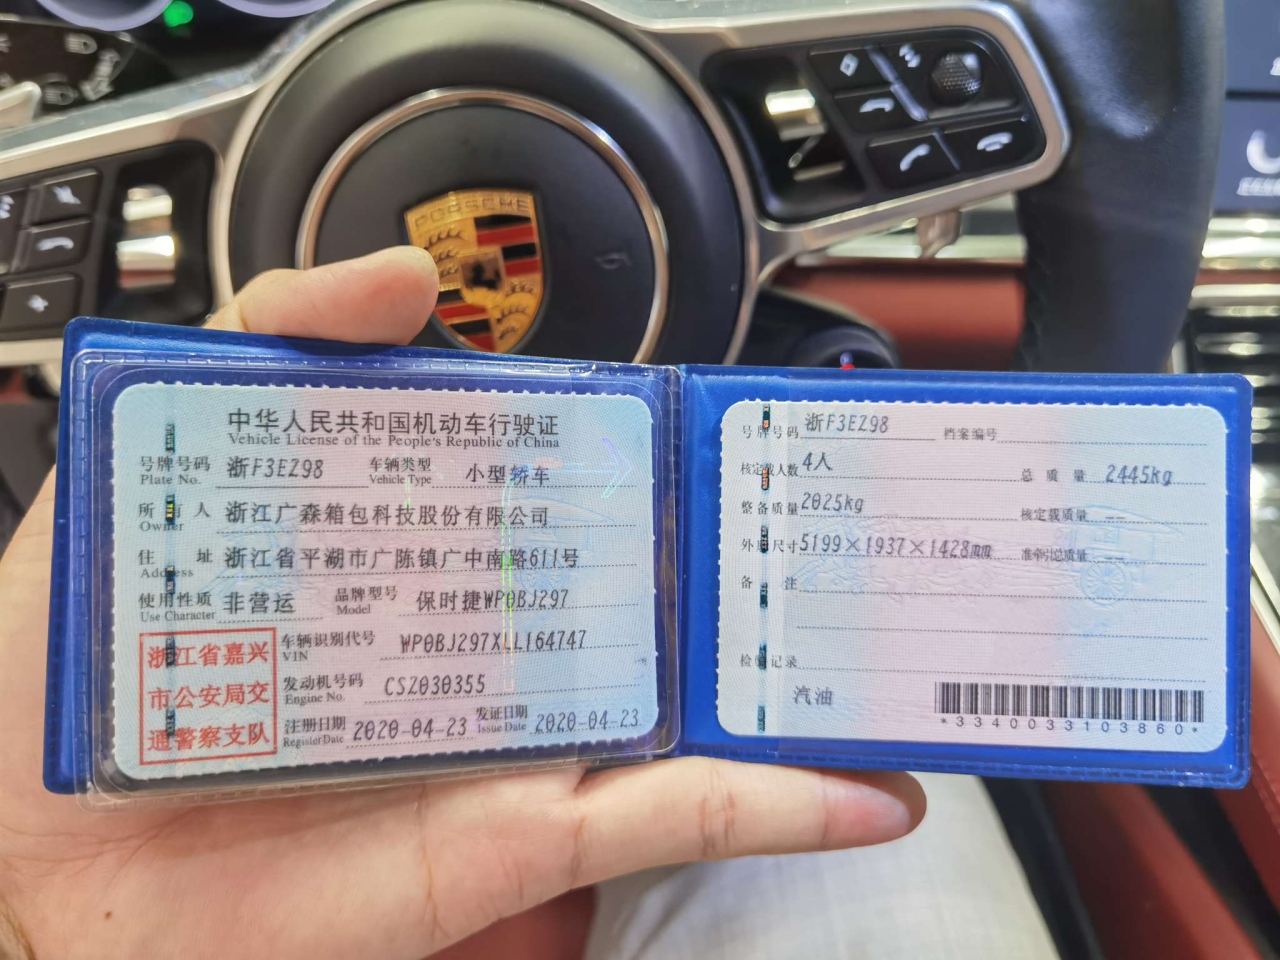 PORSCHE
中华人民共和国机动车行驶证
Vehicle License of the People's Republic of China
号牌号码 浙F3EZ98 车辆类型 小型轿车
Plate No. Vehicle Type
所有人 浙江广森箱包科技股份有限公司
Owner
住址 浙江省平湖市广陈镇广中南路611号
Address
使用性质 非营运 品牌型号 保时捷WP0BJ297
Use Character Model
浙江省嘉兴
市公安局交
通警察支队
车辆识别代号 WP0BJ297XLL164747
VIN
发动机号码 CSZ030355
Engine No.
注册日期 2020-04-23 发证日期 2020-04-23
Register Date Issue Date
号牌号码 浙F3EZ98 档案编号
核定载人数 4人 总质量 2445kg
整备质量 2025kg 核定载质量 --
外廓尺寸 5199×1937×1428mm 准牵引总质量 --
备注
检验记录
汽油
*3340033103860*